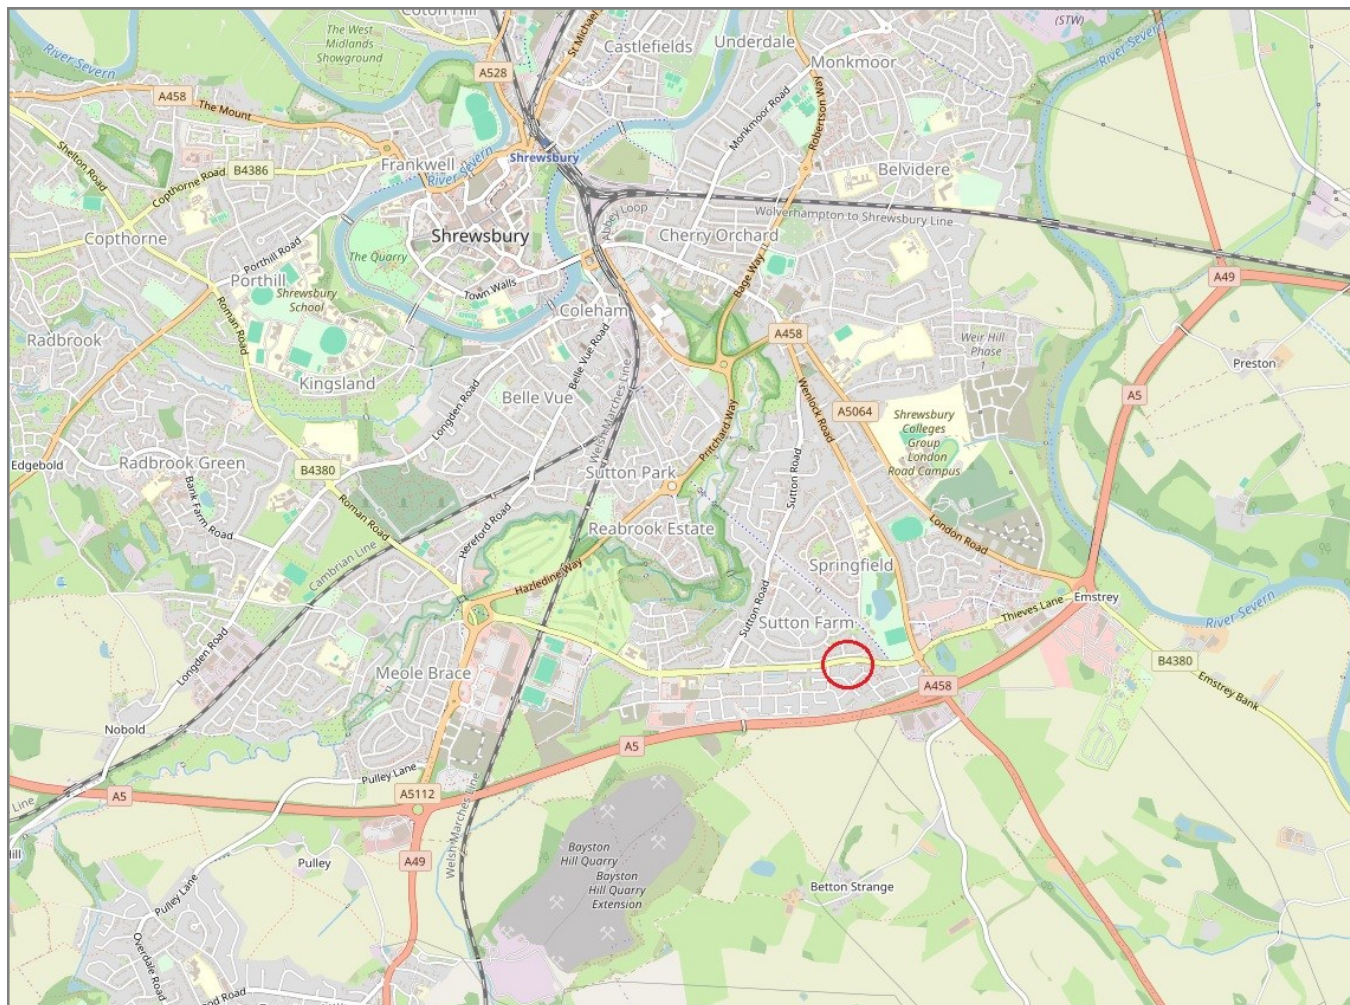 Coton Hill
The West
Midlands
Showground
River Severn
A528
St Michael
Castlefields
Underdale
Monkmoor
(STW)
River Severn
A458
The Mount
Shelton Road
Copthorne Road
B4386
Frankwell
River Severn
Shrewsbury
Monkmoor Road
Robertson Way
Belvidere
Wolverhampton to Shrewsbury Line
Abbey Loop
Cherry Orchard
Copthorne
Porthill Road
Porthill
The Quarry
Shrewsbury
Town Walls
Coleham
Bage Way
A49
Shrewsbury
School
Roman Road
Radbrook
Kingsland
Belle Vue Road
Belle Vue
Longden Road
Welsh Marches Line
A458
Weir Hill
Phase
1
Preston
A5
Wenlock Road
A5064
Shrewsbury
Colleges
Group
London
Road Campus
Pritchard Way
Edgebold
Radbrook Green
B4380
Bank Farm Road
Roman Road
Sutton Park
Sutton Road
Hereford Road
Reabrook Estate
London Road
Cambrian Line
Hazledine Way
Springfield
Emstrey
Thieves Lane
River Severn
Sutton Road
Sutton Farm
Longden Road
Meole Brace
B4380
Emstrey Bank
A458
Nobold
A5
Pulley Lane
A5
A5112
Line
Welsh Marches Line
Hill
A49
Pulley
Pulley Lane
Overdale Road
Bayston
Hill Quarry
Bayston
Hill Quarry
Extension
Betton Strange
ood Road